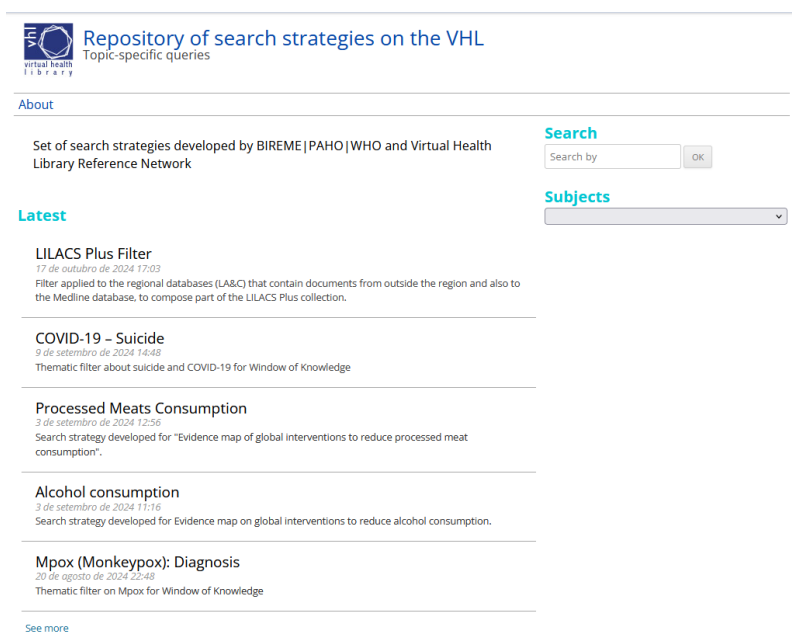 vhl
virtual health
library
Repository of search strategies on the VHL
Topic-specific queries
About
Set of search strategies developed by BIREME|PAHO|WHO and Virtual Health
Library Reference Network
Search
Search by
OK
Subjects
Latest
LILACS Plus Filter
17 de outubro de 2024 17:03
Filter applied to the regional databases (LA&C) that contain documents from outside the region and also to
the Medline database, to compose part of the LILACS Plus collection.
COVID-19 – Suicide
9 de setembro de 2024 14:48
Thematic filter about suicide and COVID-19 for Window of Knowledge
Processed Meats Consumption
3 de setembro de 2024 12:56
Search strategy developed for "Evidence map of global interventions to reduce processed meat
consumption".
Alcohol consumption
3 de setembro de 2024 11:16
Search strategy developed for Evidence map on global interventions to reduce alcohol consumption.
Mpox (Monkeypox): Diagnosis
20 de agosto de 2024 22:48
Thematic filter on Mpox for Window of Knowledge
See more